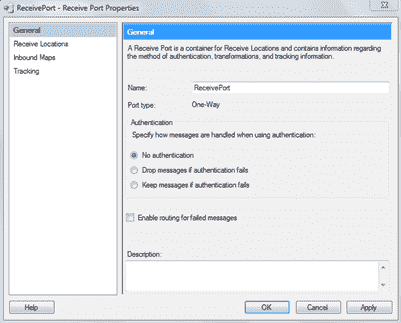 ReceivePort - Receive Port Properties
General
Receive Locations
Inbound Maps
Tracking
General
A Receive Port is a container for Receive Locations and contains information regarding
the method of authentication, transformations, and tracking information.
Name: ReceivePort
Port type: One-Way
Authentication
Specify how messages are handled when using authentication:
No authentication
Drop messages if authentication fails
Keep messages if authentication fails
Enable routing for failed messages
Description:
Help OK Cancel Apply